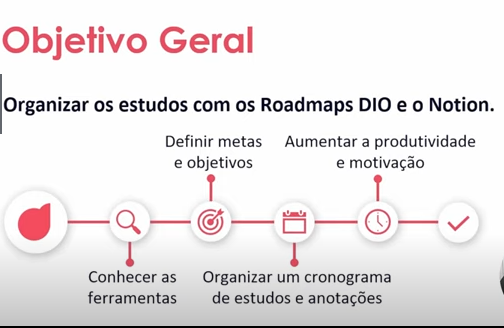 Objetivo Geral
Organizar os estudos com os Roadmaps DIO e o Notion.
Definir metas
e objetivos
Aumentar a produtividade
e motivação
Conhecer as
ferramentas
Organizar um cronograma
de estudos e anotações